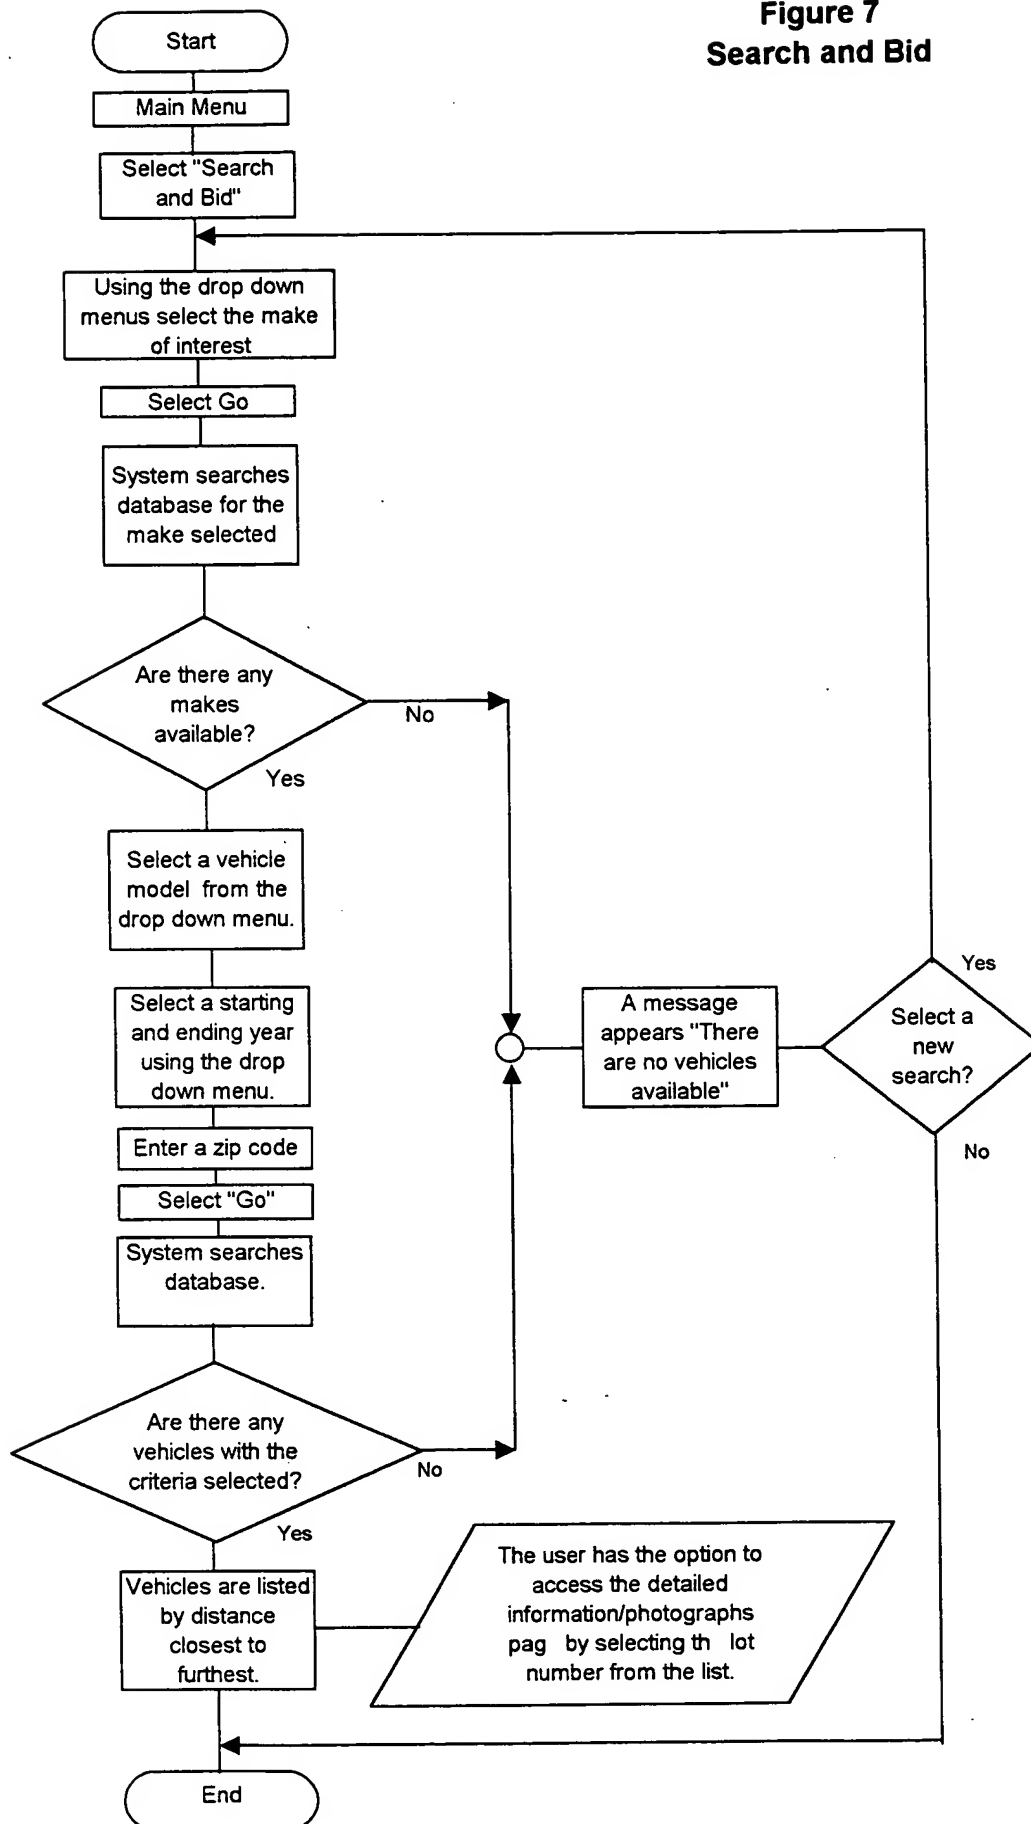 Figure 7
Search and Bid
Start
Main Menu
Select "Search
and Bid"
Using the drop down
menus select the make
of interest
Select Go
System searches
database for the
make selected
Are there any
makes
available?
No
Yes
Select a vehicle
model from the
drop down menu.
Select a starting
and ending year
using the drop
down menu.
Enter a zip code
Select "Go"
System searches
database.
Are there any
vehicles with the
criteria selected?
No
Yes
Vehicles are listed
by distance
closest to
furthest.
The user has the option to
access the detailed
information/photographs
pag by selecting th lot
number from the list.
A message
appears "There
are no vehicles
available"
Select a
new
search?
Yes
No
End